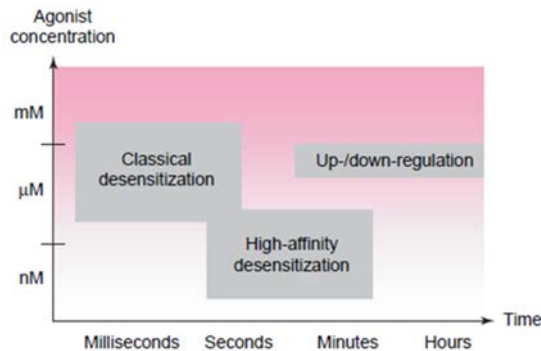 Agonist
concentration
mM
Classical
desensitization
Up-/down-regulation
μM
High-affinity
desensitization
nM
Time
Milliseconds Seconds Minutes Hours